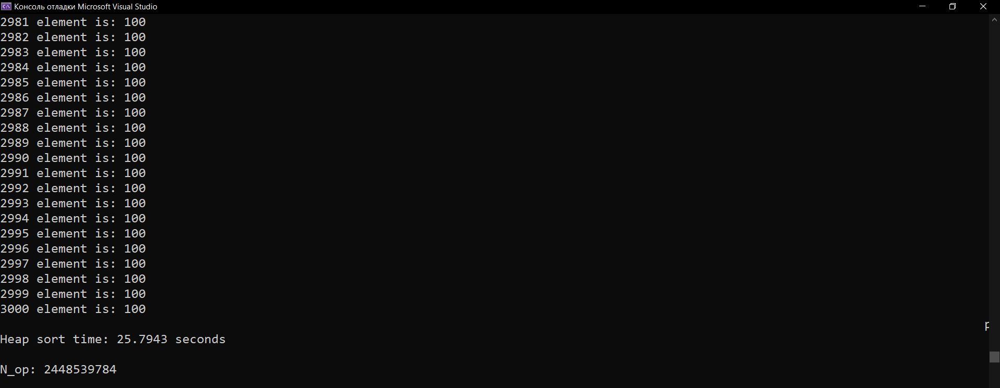 Консоль отладки Microsoft Visual Studio
2981 element is: 100
2982 element is: 100
2983 element is: 100
2984 element is: 100
2985 element is: 100
2986 element is: 100
2987 element is: 100
2988 element is: 100
2989 element is: 100
2990 element is: 100
2991 element is: 100
2992 element is: 100
2993 element is: 100
2994 element is: 100
2995 element is: 100
2996 element is: 100
2997 element is: 100
2998 element is: 100
2999 element is: 100
3000 element is: 100
Heap sort time: 25.7943 seconds
N_op: 2448539784